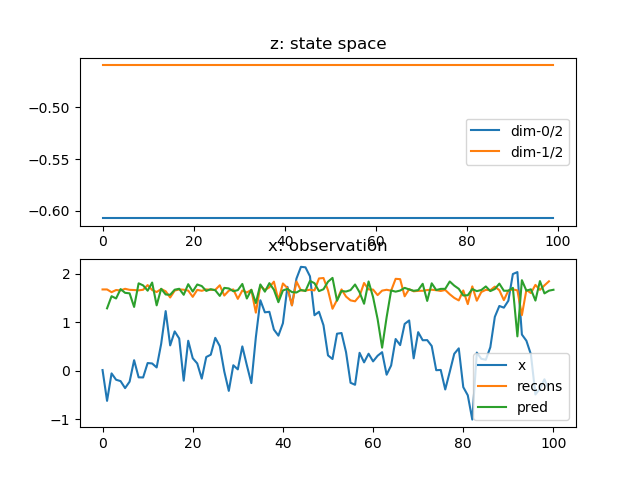 z: state space
−0.50
−0.55
−0.60
dim-0/2
dim-1/2
0 20 40 60 80 100
x: observation
2
1
0
−1
x
recons
pred
0 20 40 60 80 100